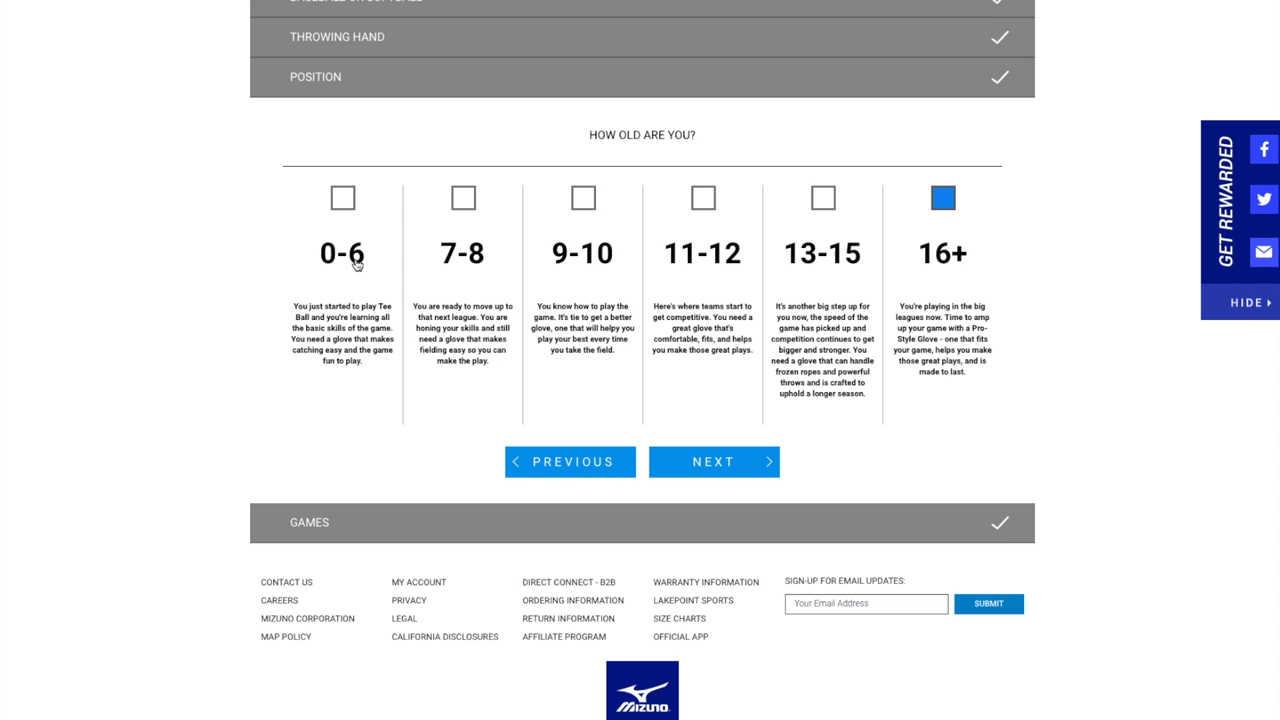 BASEBALL OR SOFTBALL
THROWING HAND
POSITION
HOW OLD ARE YOU?
0-6
You just started to play Tee
Ball and you're learning all
the basic skills of the game.
You need a glove that makes
catching easy and the game
fun to play.
7-8
You are ready to move up to
that next league. You are
honing your skills and still
need a glove that makes
fielding easy so you can
make the play.
9-10
You know how to play the
game. It's tie to get a better
glove, one that will helpy you
play your best every time
you take the field.
11-12
Here's where teams start to
get competitive. You need a
great glove that's
comfortable, fits, and helps
you make those great plays.
13-15
It's another big step up for
you now, the speed of the
game has picked up and
competition continues to get
bigger and stronger. You
need a glove that can handle
frozen ropes and powerful
throws and is crafted to
uphold a longer season.
16+
You're playing in the big
leagues now. Time to amp
up your game with a Pro-
Style Glove - one that fits
your game, helps you make
those great plays, and is
made to last.
PREVIOUS
NEXT
GAMES
CONTACT US
CAREERS
MIZUNO CORPORATION
MAP POLICY
MY ACCOUNT
PRIVACY
LEGAL
CALIFORNIA DISCLOSURES
DIRECT CONNECT - B2B
ORDERING INFORMATION
RETURN INFORMATION
AFFILIATE PROGRAM
WARRANTY INFORMATION
LAKEPOINT SPORTS
SIZE CHARTS
OFFICIAL APP
SIGN-UP FOR EMAIL UPDATES:
Your Email Address
SUBMIT
MIZUNO
GET REWARDED
HIDE